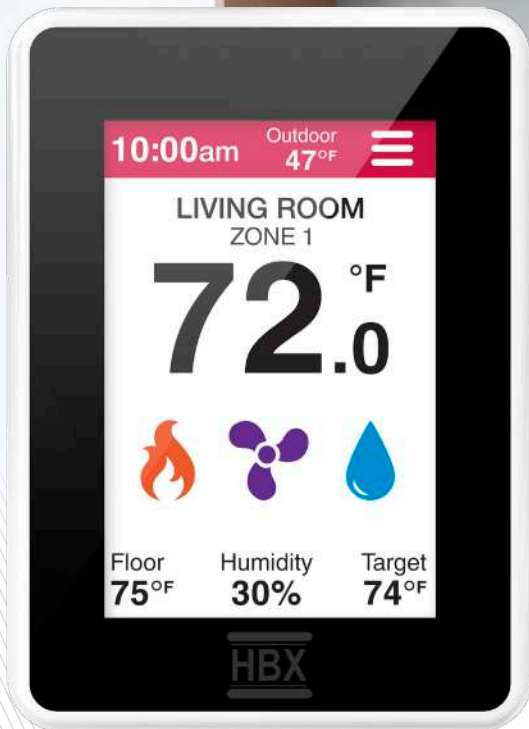 10:00am
Outdoor
47°F
LIVING ROOM
ZONE 1
72.0 °F
Floor
75°F
Humidity
30%
Target
74°F
HBX